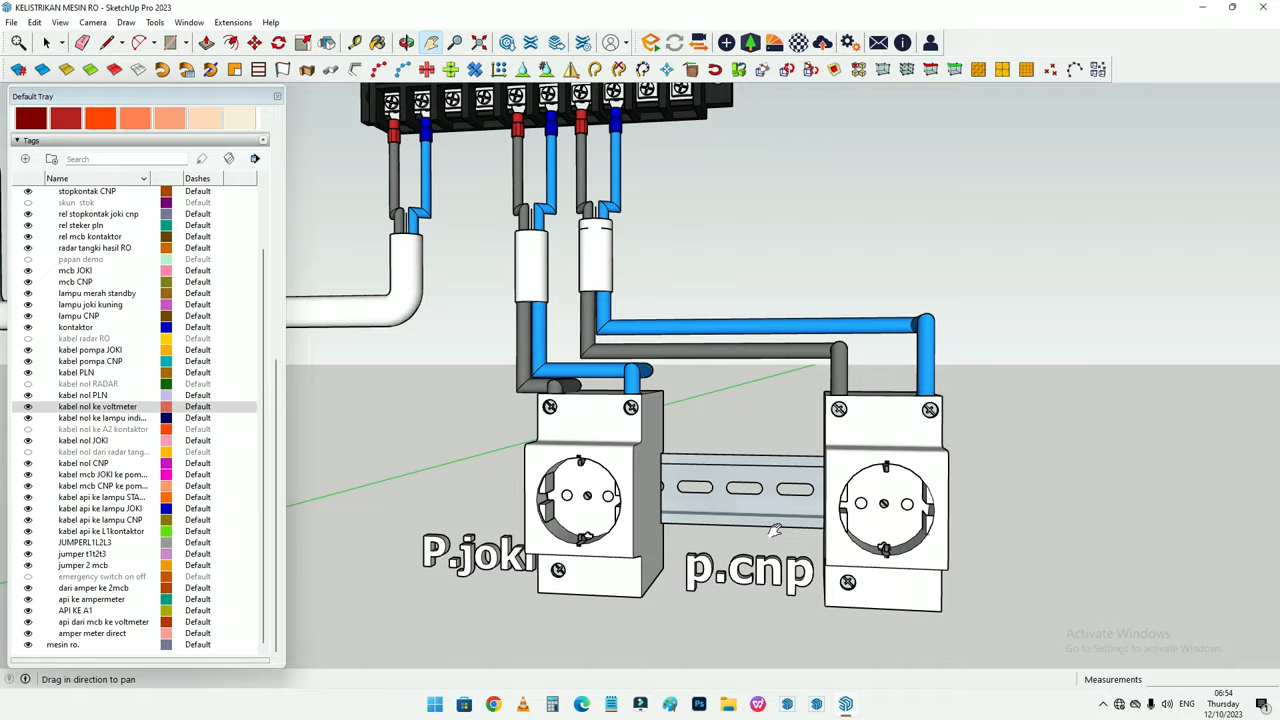 KELISTRIKAN MESIN RO - SketchUp Pro 2023
File Edit View Camera Draw Tools Window Extensions Help
Default Tray
Tags
Search
Name Dashes
stopkontak CNP Default
skun stok Default
rel stopkontak joki cnp Default
rel steker pln Default
rel mcb kontaktor Default
radar tangki hasil RO Default
papan demo Default
mcb JOKI Default
mcb CNP Default
lampu merah standby Default
lampu joki kuning Default
lampu CNP Default
kontaktor Default
kabel radar RO Default
kabel pompa JOKI Default
kabel pompa CNP Default
kabel PLN Default
kabel nol RADAR Default
kabel nol PLN Default
kabel nol ke voltmeter Default
kabel nol ke lampu indi... Default
kabel nol ke A2 kontaktor Default
kabel nol JOKI Default
kabel nol dari radar tang... Default
kabel nol CNP Default
kabel mcb JOKI ke pom... Default
kabel mcb CNP ke pom... Default
kabel api ke lampu STA... Default
kabel api ke lampu JOKI Default
kabel api ke lampu CNP Default
kabel api ke L1kontaktor Default
JUMPERL1L2L3 Default
jumper t1t2t3 Default
jumper 2 mcb Default
emergency switch on off Default
dari amper ke 2mcb Default
api ke ampermeter Default
API KE A1 Default
api dari mcb ke voltmeter Default
amper meter direct Default
mesin ro. Default
P.joki
p.cnp
Activate Windows
Go to Settings to activate Windows.
Drag in direction to pan
Measurements
ENG
06:54
Thursday
12/10/2023